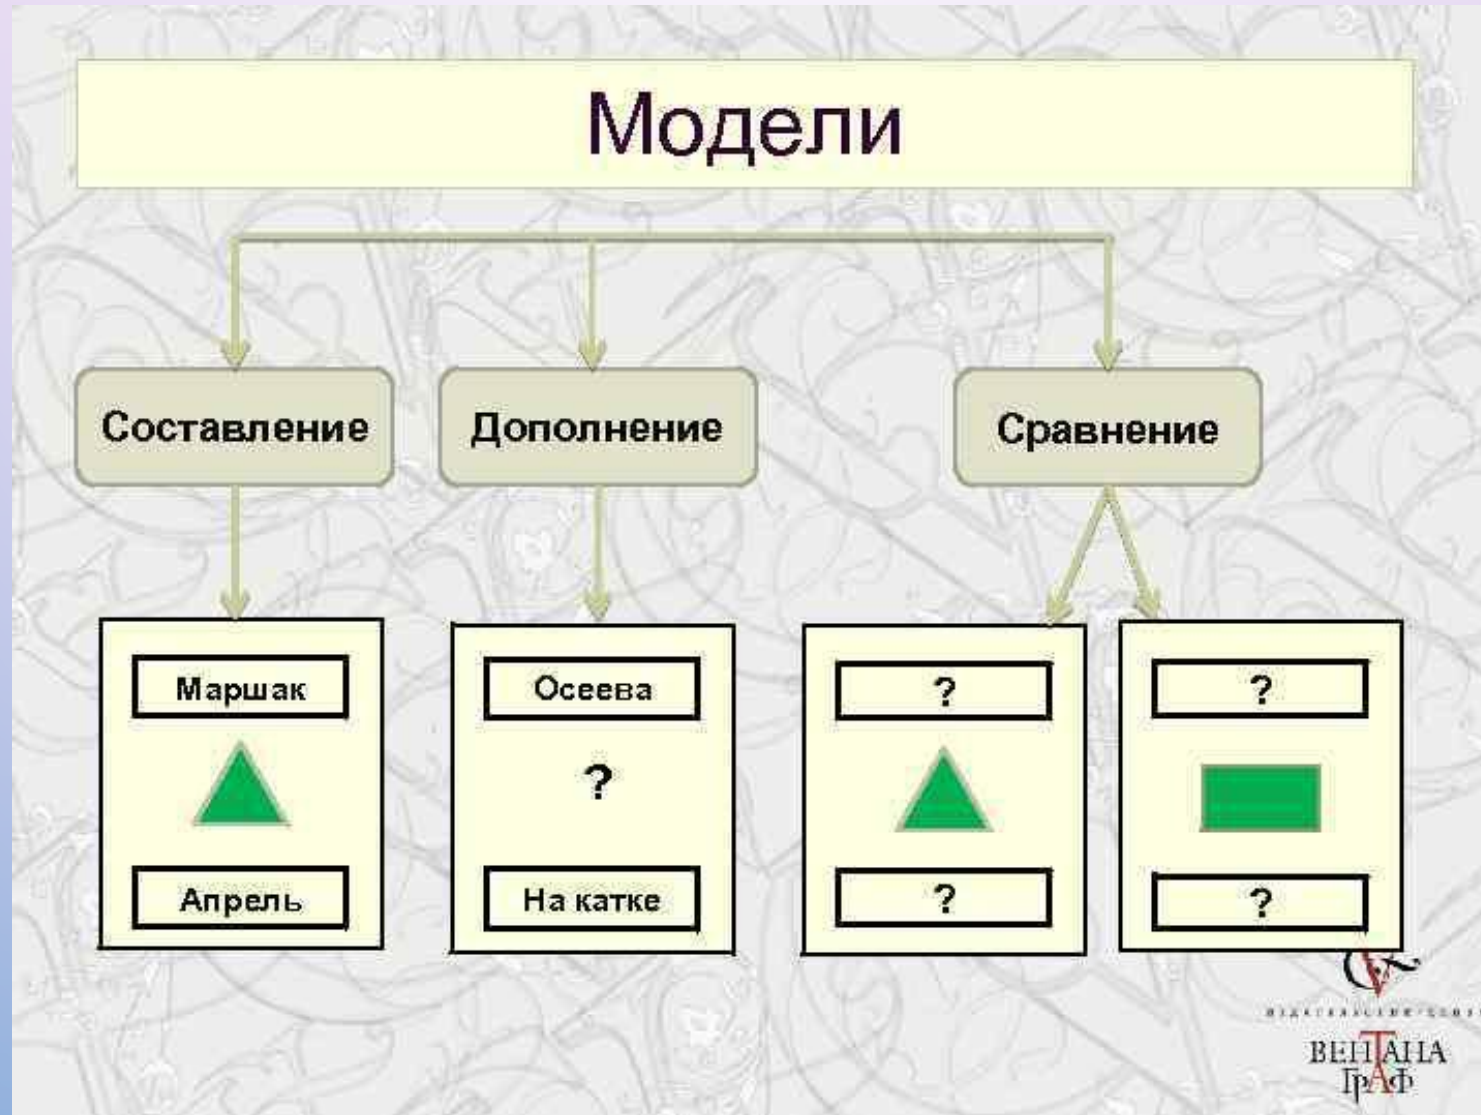 Модели
Составление
Дополнение
Сравнение
Маршак
Апрель
Осеева
?
На катке
?
?
?
?
ВЕНТАНА
ГРАФ